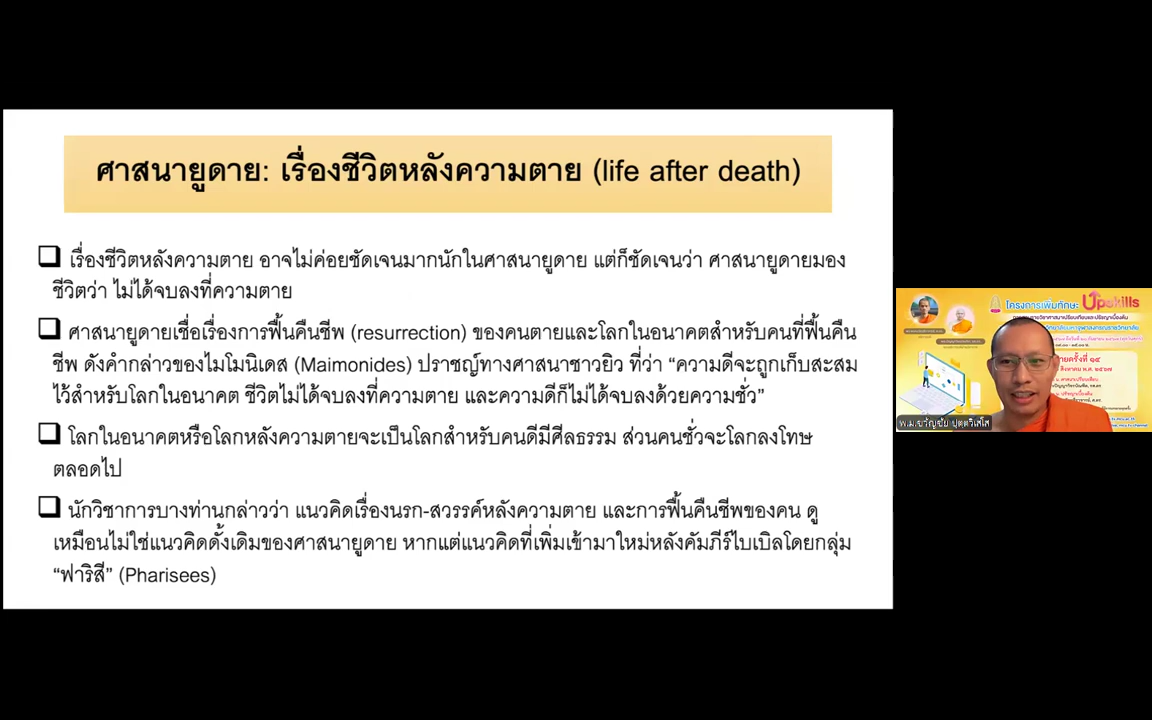 ศาสนายูดาย: เรื่องชีวิตหลังความตาย (life after death)
เรื่องชีวิตหลังความตาย อาจไม่ค่อยชัดเจนมากนักในศาสนายูดาย แต่ก็ชัดเจนว่า ศาสนายูดายมอง
ชีวิตว่า ไม่ได้จบลงที่ความตาย
ศาสนายูดายเชื่อเรื่องการฟื้นคืนชีพ (resurrection) ของคนตายและโลกในอนาคตสำหรับคนที่ฟื้นคืน
ชีพ ดังคำกล่าวของไมโมนิเดส (Maimonides) ปราชญ์ทางศาสนาชาวยิว ที่ว่า “ความดีจะถูกเก็บสะสม
ไว้สำหรับโลกในอนาคต ชีวิตไม่ได้จบลงที่ความตาย และความดีก็ไม่ได้จบลงด้วยความชั่ว”
โลกในอนาคตหรือโลกหลังความตายจะเป็นโลกสำหรับคนดีมีศีลธรรม ส่วนคนชั่วจะโลกลงโทษ
ตลอดไป
นักวิชาการบางท่านกล่าวว่า แนวคิดเรื่องนรก-สวรรค์หลังความตาย และการฟื้นคืนชีพของคน ดู
เหมือนไม่ใช่แนวคิดดั้งเดิมของศาสนายูดาย หากแต่แนวคิดที่เพิ่มเข้ามาใหม่หลังคัมภีร์ไบเบิลโดยกลุ่ม
“ฟาริสี” (Pharisees)
โครงการเพิ่มทักษะ Upskills
พ.ม.ขวัญชัย ปุตฺตวิเสโส